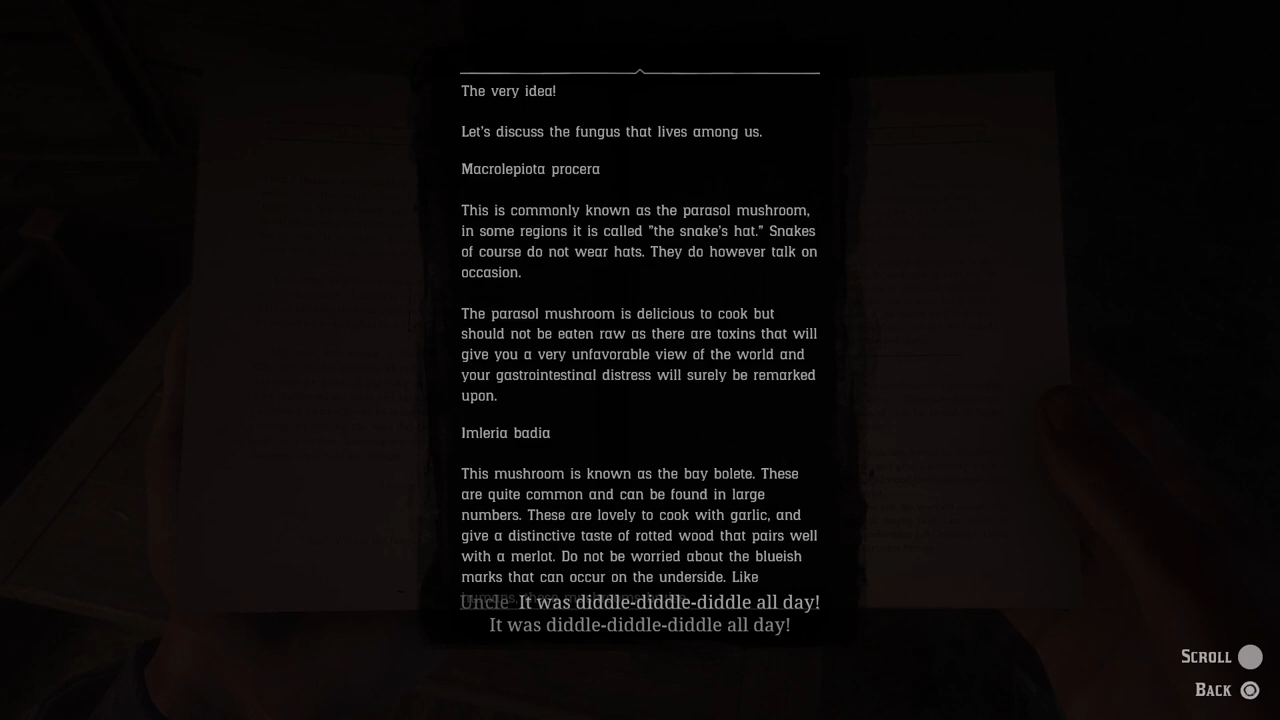 The very idea!
Let's discuss the fungus that lives among us.
Macrolepiota procera
This is commonly known as the parasol mushroom,
in some regions it is called "the snake's hat." Snakes
of course do not wear hats. They do however talk on
occasion.
The parasol mushroom is delicious to cook but
should not be eaten raw as there are toxins that will
give you a very unfavorable view of the world and
your gastrointestinal distress will surely be remarked
upon.
Imleria badia
This mushroom is known as the bay bolete. These
are quite common and can be found in large
numbers. These are lovely to cook with garlic, and
give a distinctive taste of rotted wood that pairs well
with a merlot. Do not be worried about the blueish
marks that can occur on the underside. Like
Uncle It was diddle-diddle-diddle all day!
It was diddle-diddle-diddle all day!
SCROLL
BACK